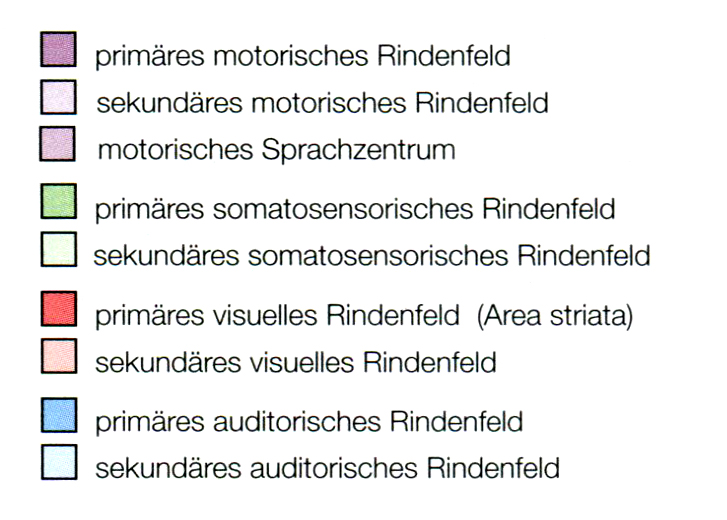 primäres motorisches Rindenfeld
sekundäres motorisches Rindenfeld
motorisches Sprachzentrum
primäres somatosensorisches Rindenfeld
sekundäres somatosensorisches Rindenfeld
primäres visuelles Rindenfeld (Area striata)
sekundäres visuelles Rindenfeld
primäres auditorisches Rindenfeld
sekundäres auditorisches Rindenfeld